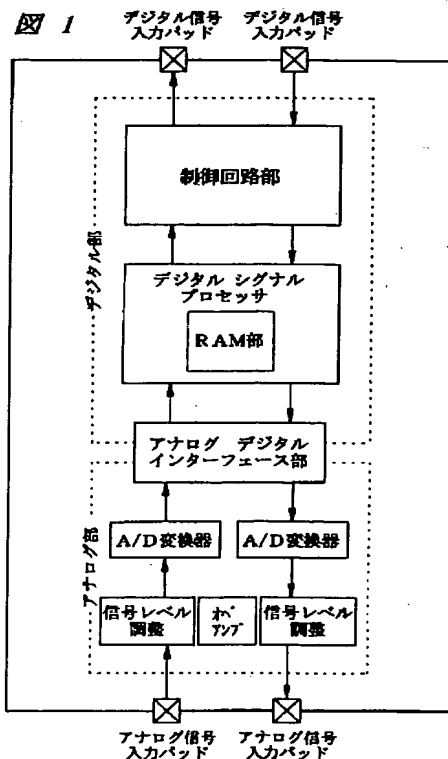 図 1
デジタル信号
入力パッド
デジタル信号
入力パッド
制御回路部
デジタル部
デジタル シグナル
プロセッサ
RAM部
アナログ デジタル
インターフェース部
アナログ部
A/D変換器
A/D変換器
信号レベル
調整
オペ
アンプ
信号レベル
調整
アナログ信号
入力パッド
アナログ信号
入力パッド